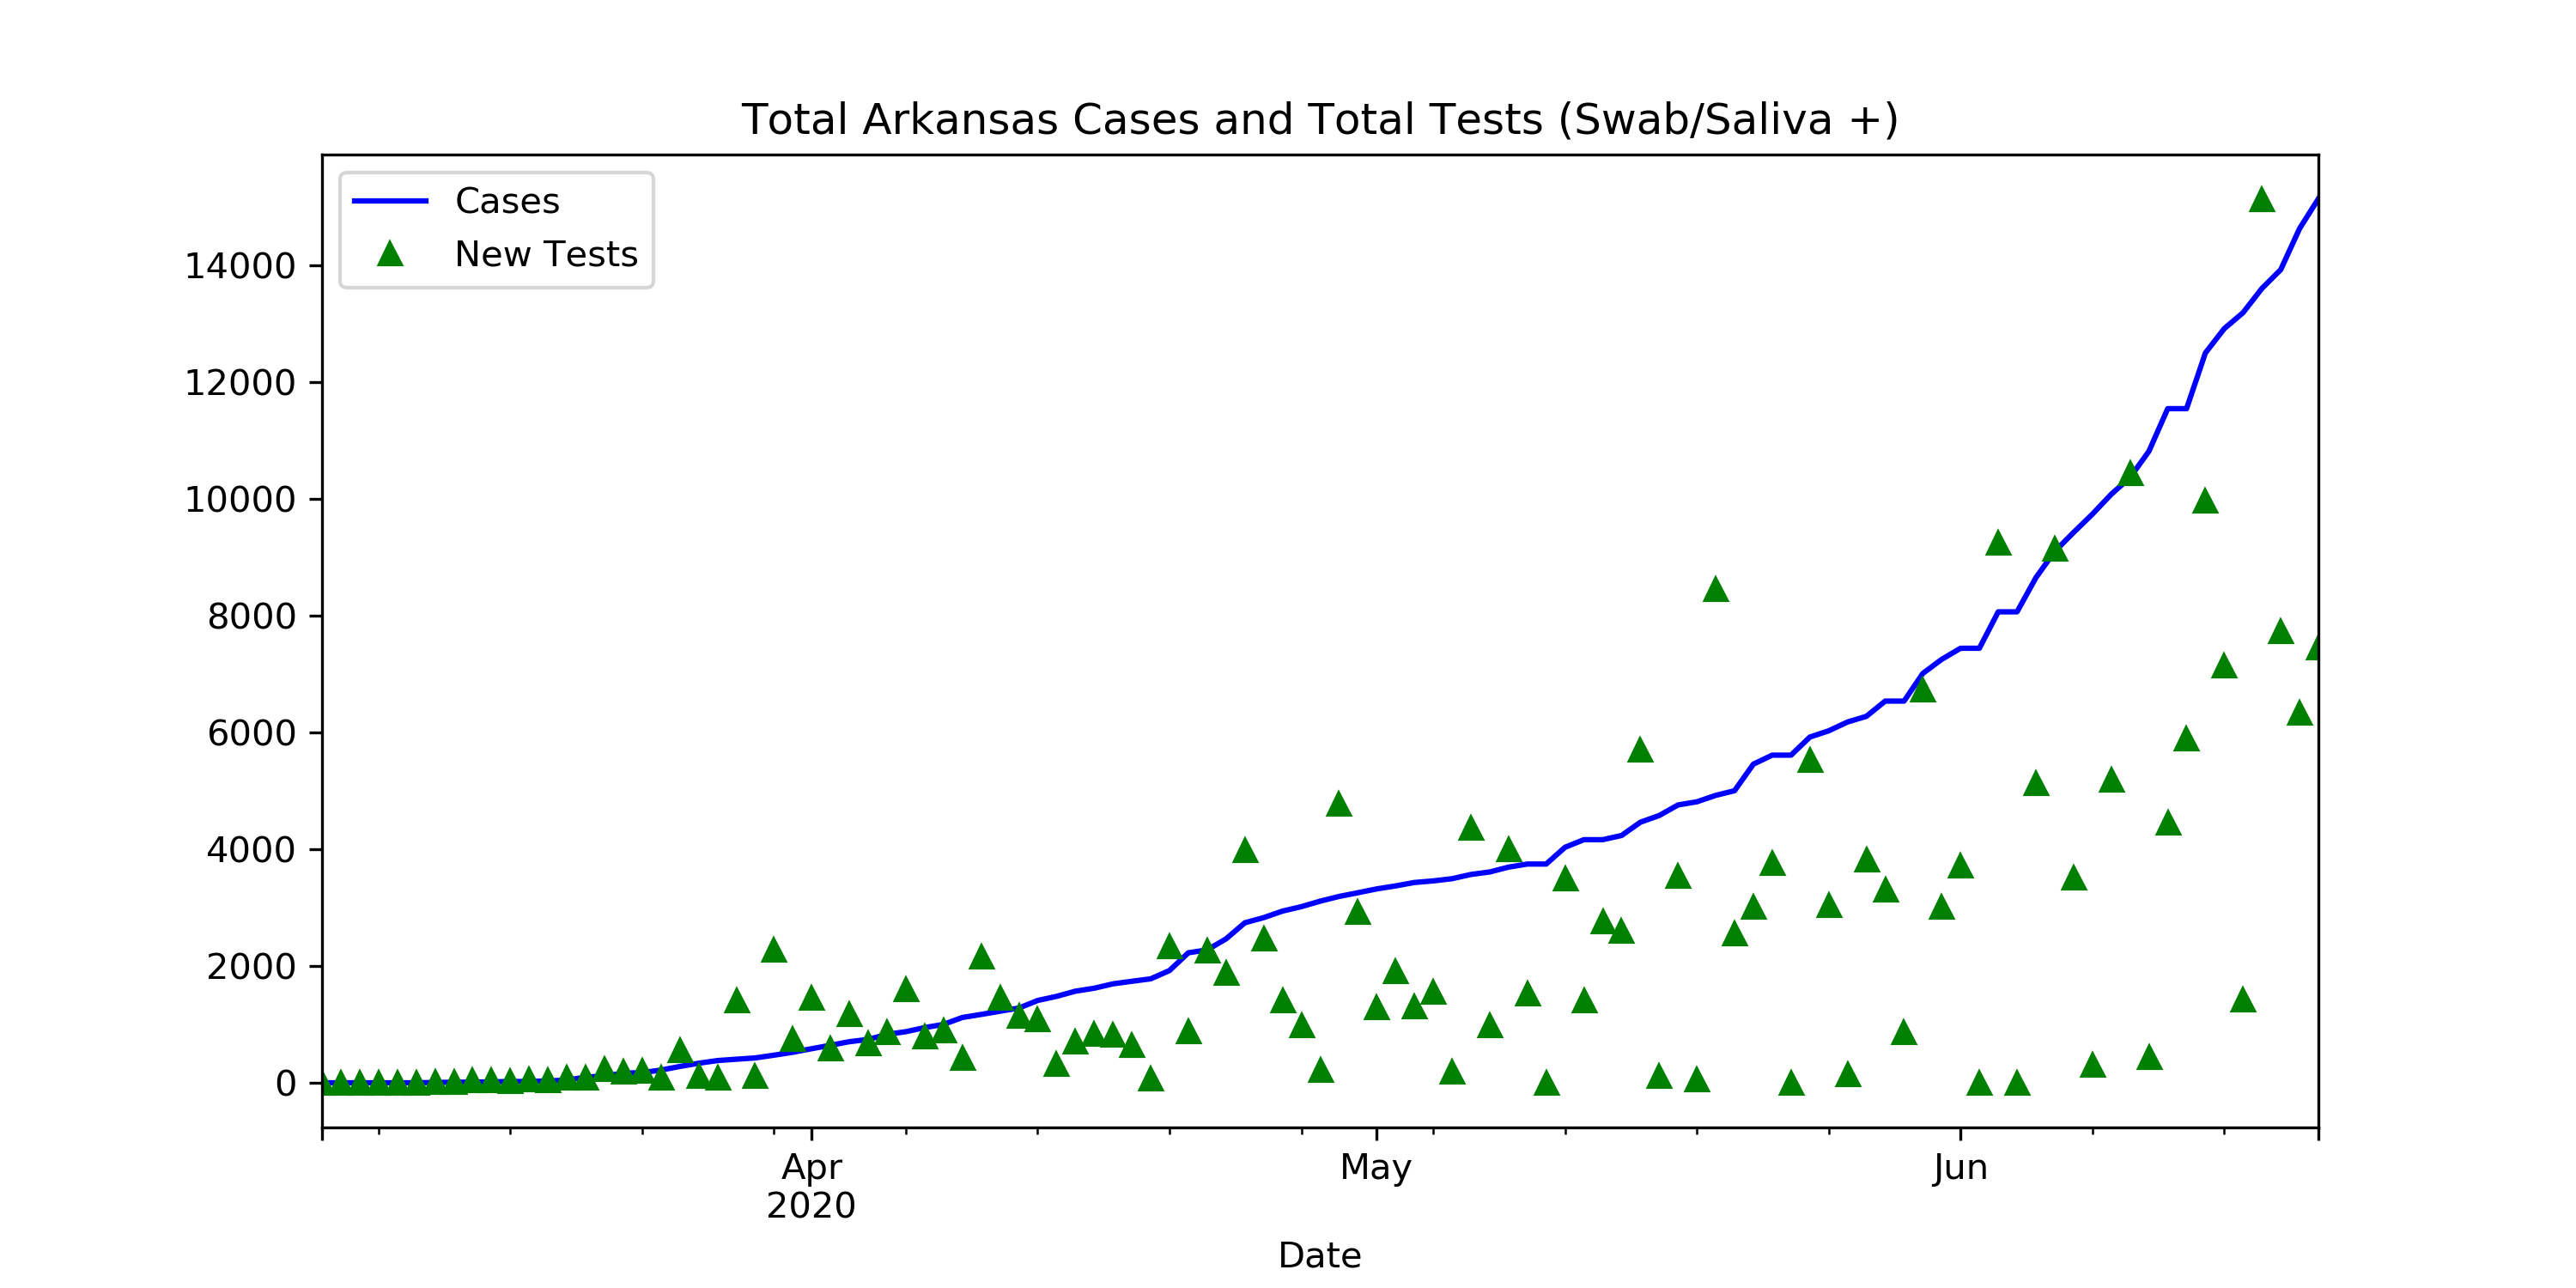 Total Arkansas Cases and Total Tests (Swab/Saliva +)
Cases
New Tests
14000
12000
10000
8000
6000
4000
2000
0
Apr
2020
May
Jun
Date